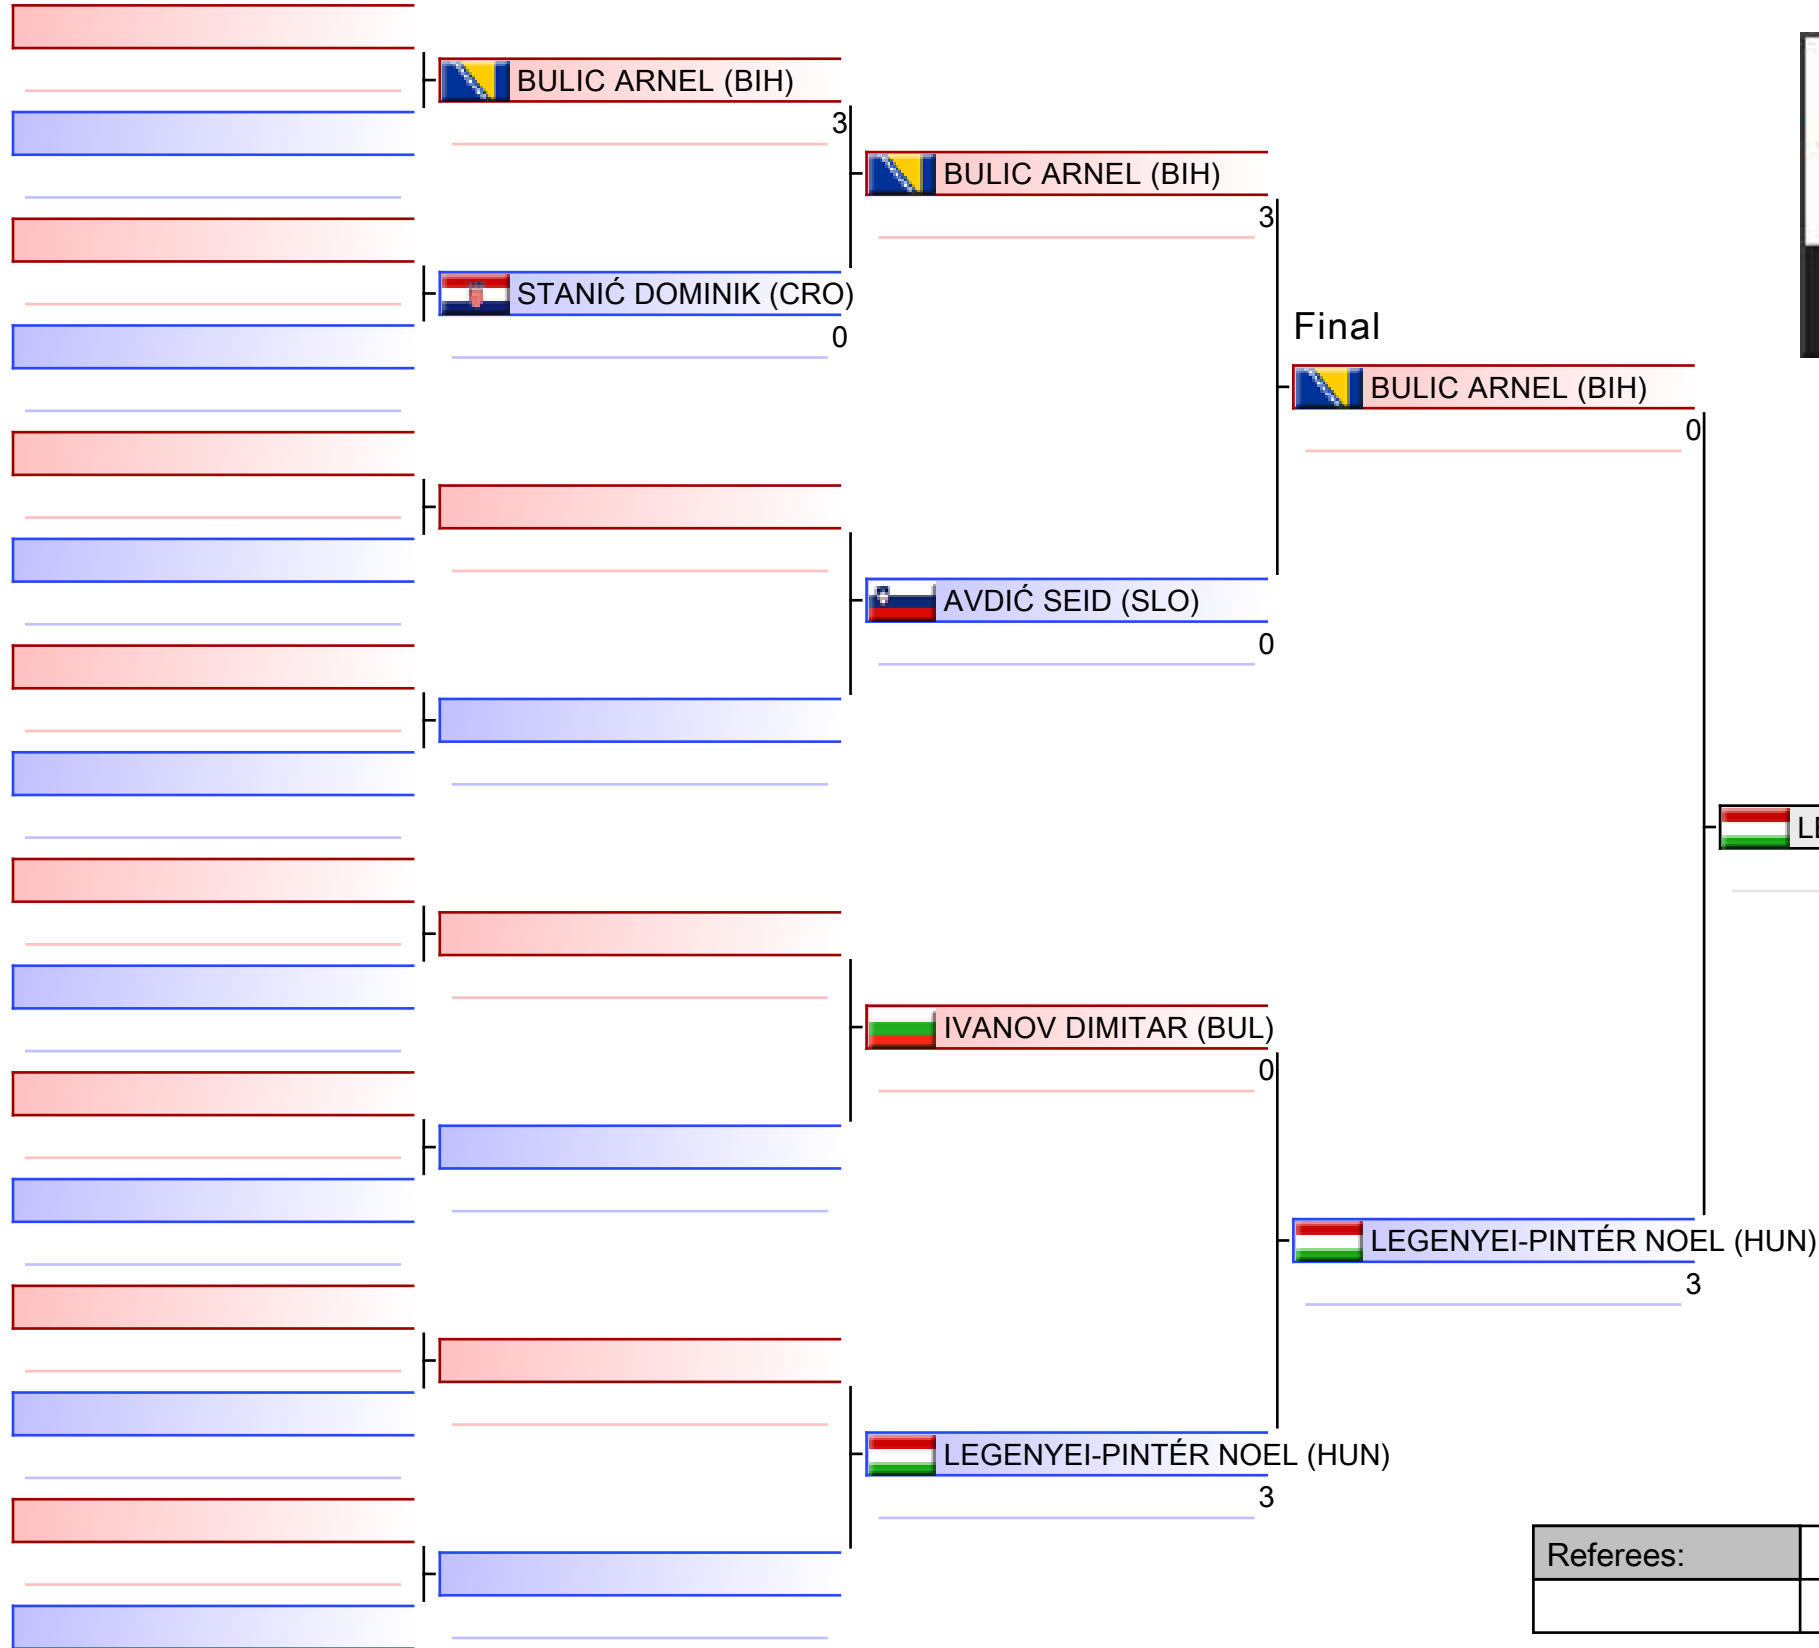 BULIC ARNEL (BIH)
3
BULIC ARNEL (BIH)
3
STANIĆ DOMINIK (CRO)
0
Final
BULIC ARNEL (BIH)
0
AVDIĆ SEID (SLO)
0
IVANOV DIMITAR (BUL)
0
LEGENYEI-PINTÉR NOEL (HUN)
3
LEGENYEI-PINTÉR NOEL (HUN)
3
Referees: